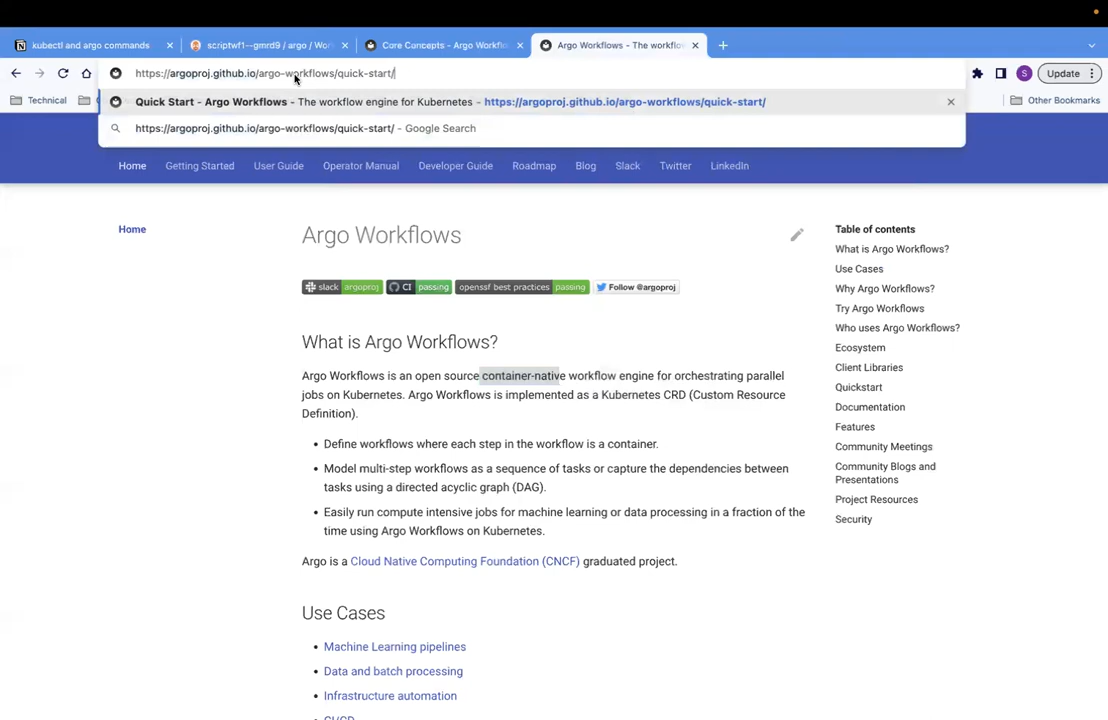 kubectl and argo commands
scriptwf1--gmrd9 / argo / Wor
Core Concepts - Argo Workflo
Argo Workflows - The workflow
https://argoproj.github.io/argo-workflows/quick-start/
S
Update
Technical
Other Bookmarks
Quick Start - Argo Workflows - The workflow engine for Kubernetes - https://argoproj.github.io/argo-workflows/quick-start/
https://argoproj.github.io/argo-workflows/quick-start/ - Google Search
Home
Getting Started
User Guide
Operator Manual
Developer Guide
Roadmap
Blog
Slack
Twitter
LinkedIn
Home
Argo Workflows
slack argoproj
CI passing
openssf best practices passing
Follow @argoproj
What is Argo Workflows?
Argo Workflows is an open source container-native workflow engine for orchestrating parallel
jobs on Kubernetes. Argo Workflows is implemented as a Kubernetes CRD (Custom Resource
Definition).
• Define workflows where each step in the workflow is a container.
• Model multi-step workflows as a sequence of tasks or capture the dependencies between
tasks using a directed acyclic graph (DAG).
• Easily run compute intensive jobs for machine learning or data processing in a fraction of the
time using Argo Workflows on Kubernetes.
Argo is a Cloud Native Computing Foundation (CNCF) graduated project.
Use Cases
• Machine Learning pipelines
• Data and batch processing
• Infrastructure automation
• CI/CD
Table of contents
What is Argo Workflows?
Use Cases
Why Argo Workflows?
Try Argo Workflows
Who uses Argo Workflows?
Ecosystem
Client Libraries
Quickstart
Documentation
Features
Community Meetings
Community Blogs and
Presentations
Project Resources
Security